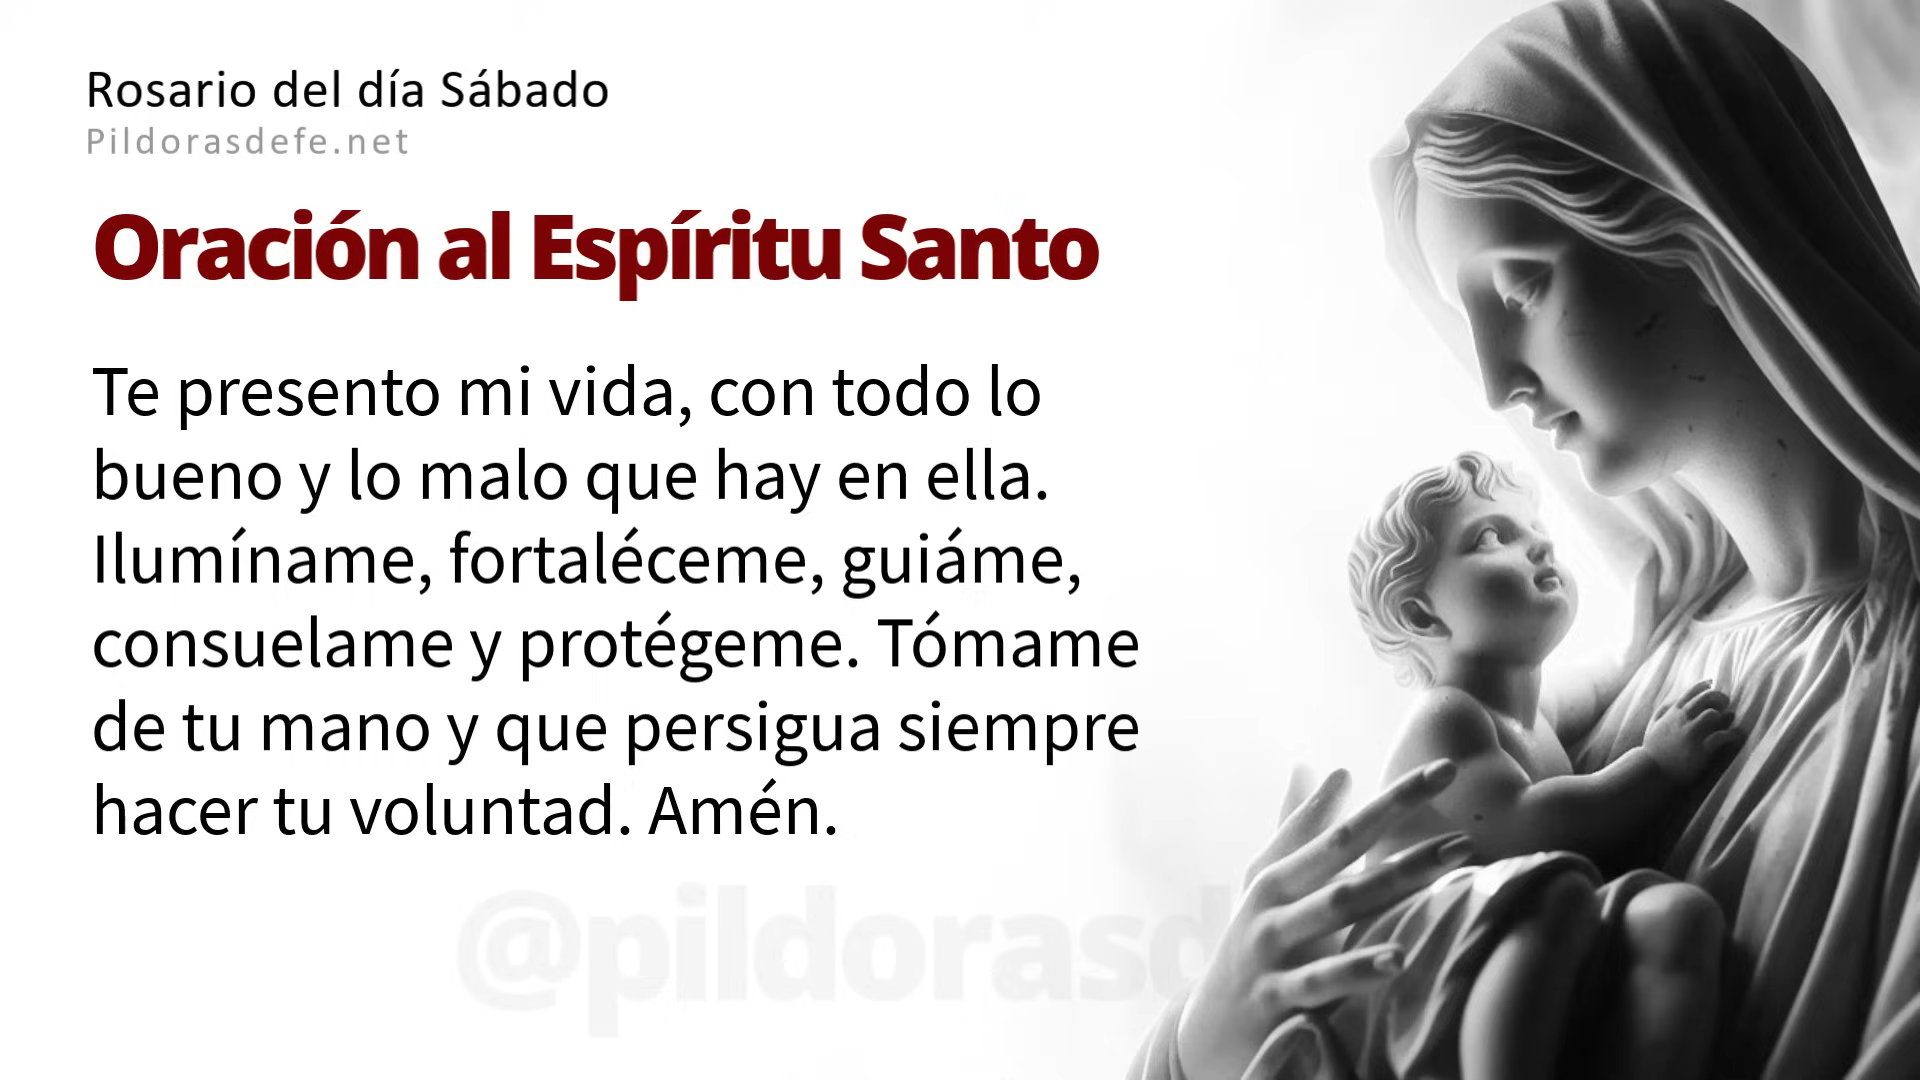 Rosario del día Sábado
Pildorasdefe.net
Oración al Espíritu Santo
Te presento mi vida, con todo lo
bueno y lo malo que hay en ella.
Ilumíname, fortaléceme, guiáme,
consuelame y protégeme. Tómame
de tu mano y que persigua siempre
hacer tu voluntad. Amén.
@pildorasd